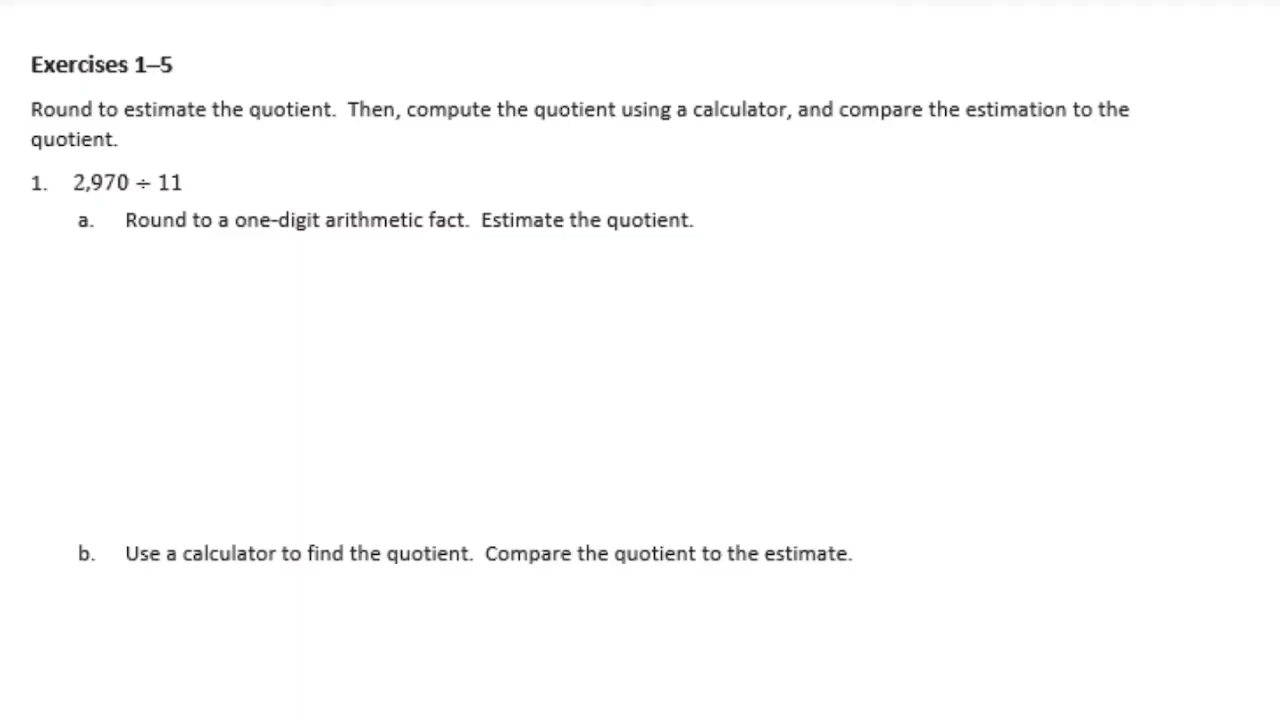 Exercises 1–5
Round to estimate the quotient. Then, compute the quotient using a calculator, and compare the estimation to the
quotient.
1. 2,970 ÷ 11
a. Round to a one-digit arithmetic fact. Estimate the quotient.
b. Use a calculator to find the quotient. Compare the quotient to the estimate.